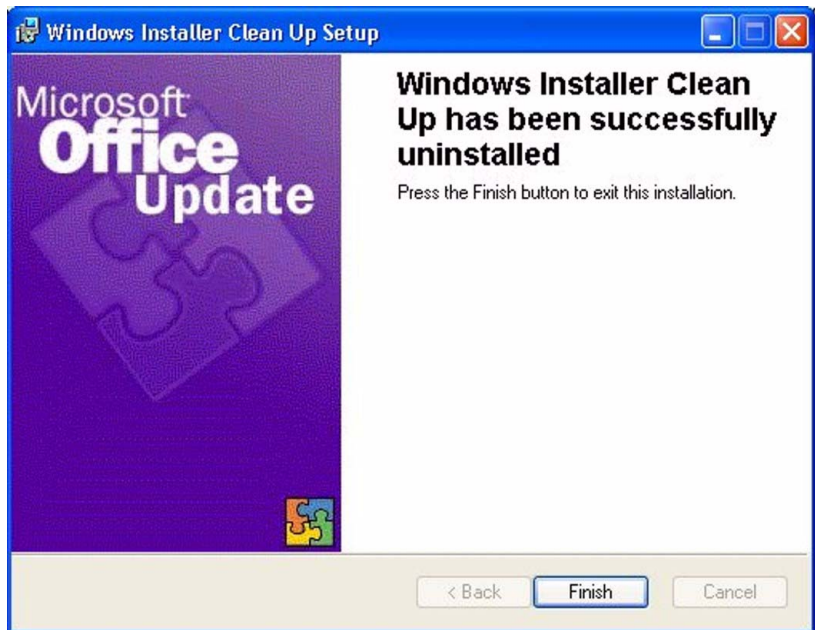 Windows Installer Clean Up Setup
Microsoft
Office
Update
Windows Installer Clean
Up has been successfully
uninstalled
Press the Finish button to exit this installation.
< Back
Finish
Cancel